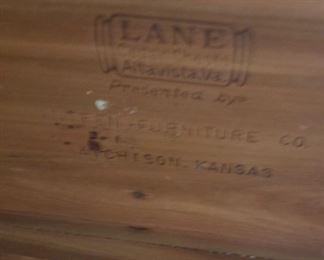 LANE
Altavista, Va.
Presented by
FURNITURE CO.
ATCHISON, KANSAS